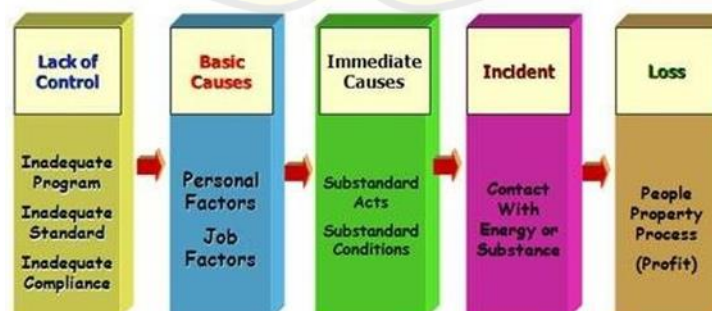 Lack of
Control
Inadequate
Program
Inadequate
Standard
Inadequate
Compliance
Basic
Causes
Personal
Factors
Job
Factors
Immediate
Causes
Substandard
Acts
Substandard
Conditions
Incident
Contact
With
Energy or
Substance
Loss
People
Property
Process
(Profit)